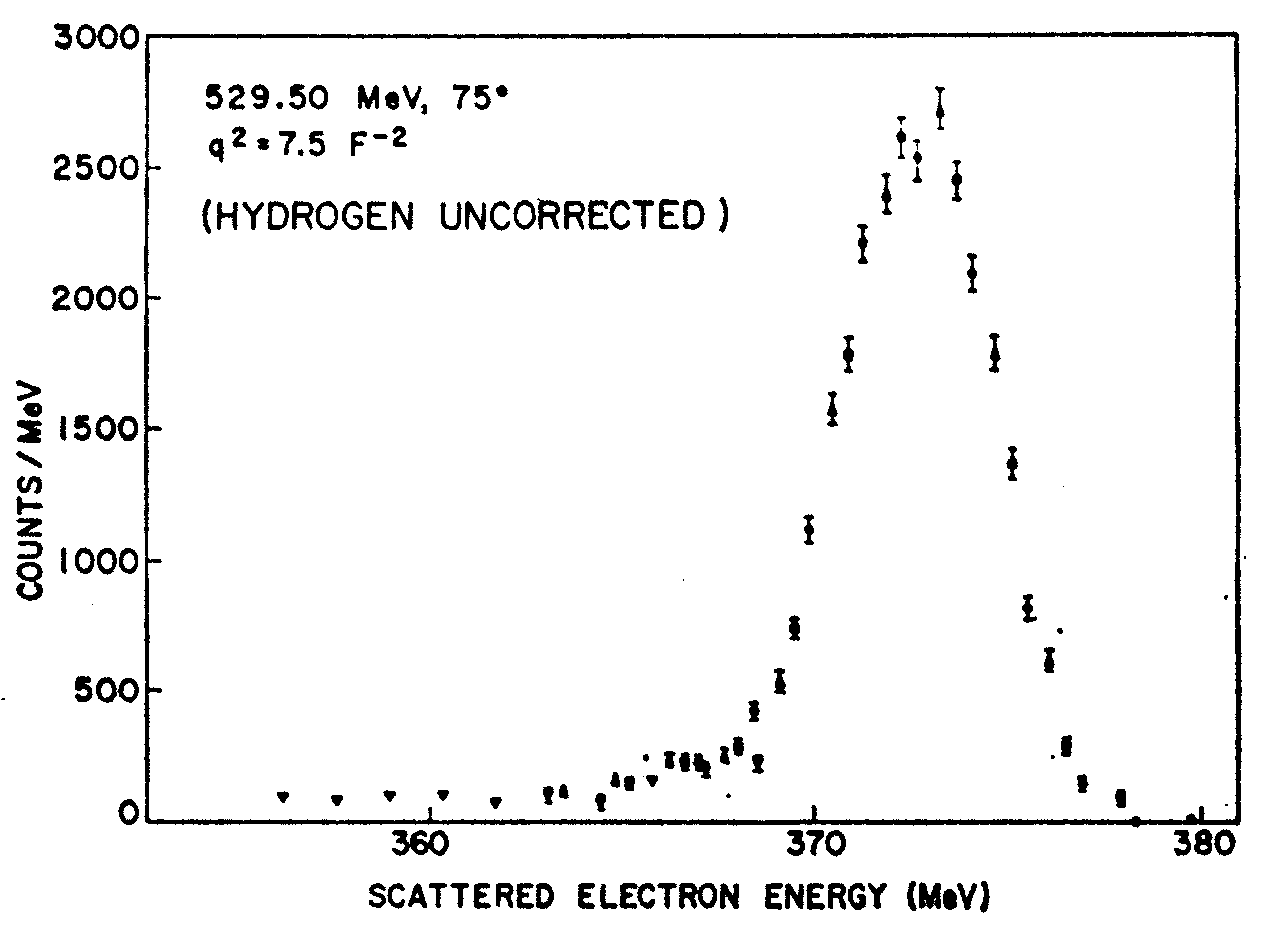 3000
529.50 MeV, 75°
q² = 7.5 F⁻²
2500
(HYDROGEN UNCORRECTED)
2000
1500
1000
500
0
COUNTS/MeV
360 370 380
SCATTERED ELECTRON ENERGY (MeV)